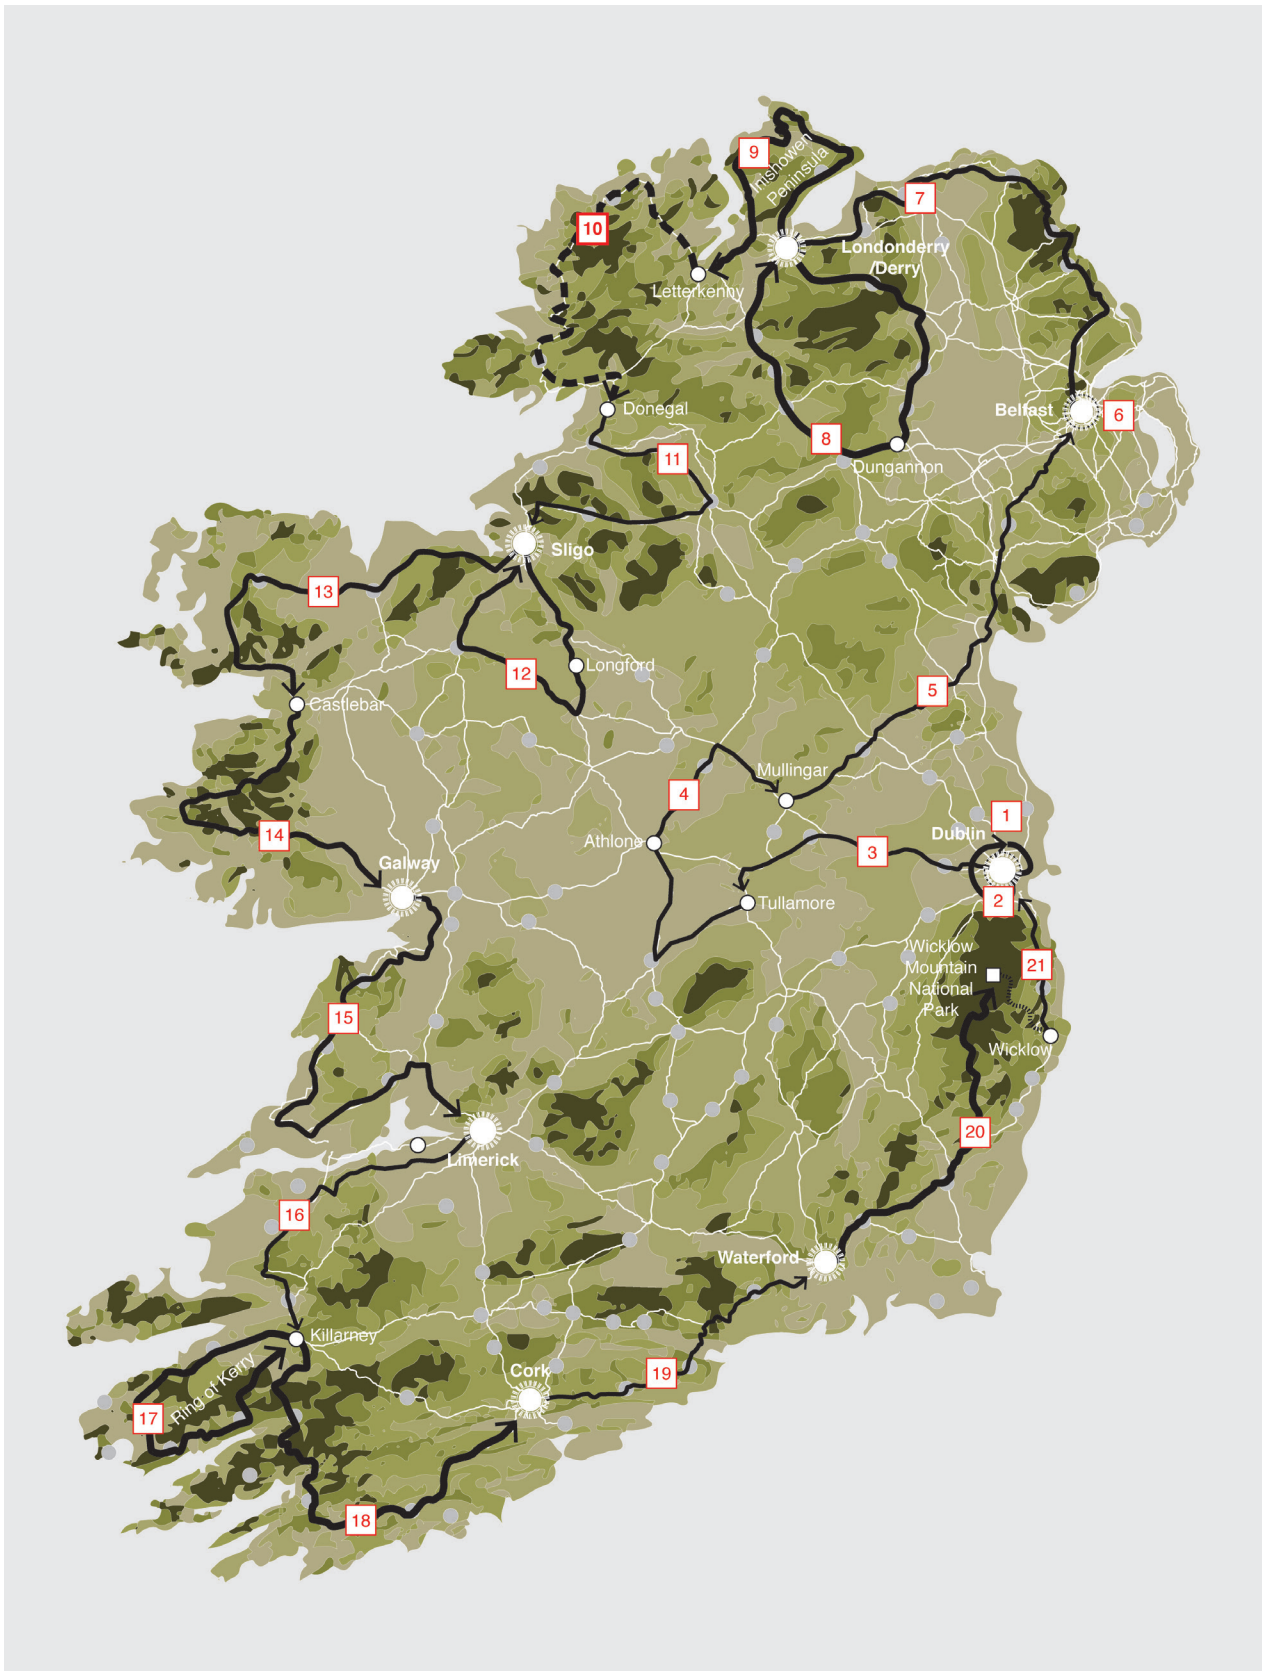 9
Inishowen
Peninsula
7
10
Londonderry
/Derry
Letterkenny
Donegal
Belfast
6
8
Dungannon
11
Sligo
13
12
Longford
5
Castlebar
Mullingar
4
1
Dublin
14
Athlone
3
Galway
2
Tullamore
Wicklow
Mountain
National
Park
21
15
Wicklow
20
Limerick
16
Waterford
Killarney
Ring of Kerry
Cork
19
17
18